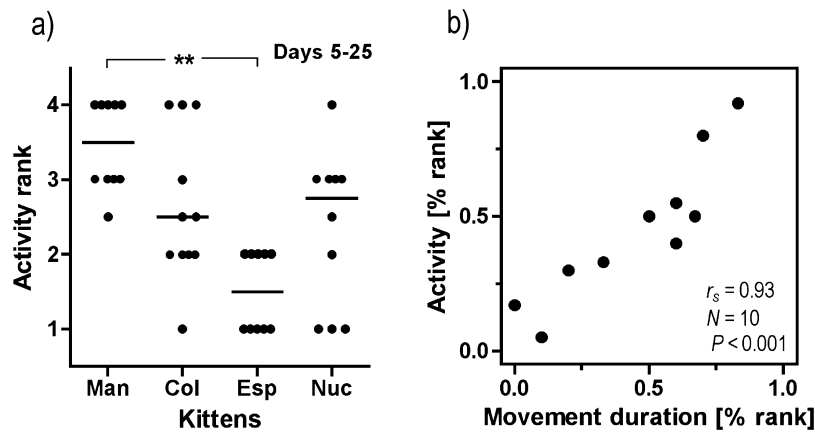 a)
**
Days 5-25
Activity rank
4
3
2
1
Man Col Esp Nuc
Kittens
b)
Activity [% rank]
1.0
0.5
0.0
rs = 0.93
N = 10
P < 0.001
0.0 0.5 1.0
Movement duration [% rank]